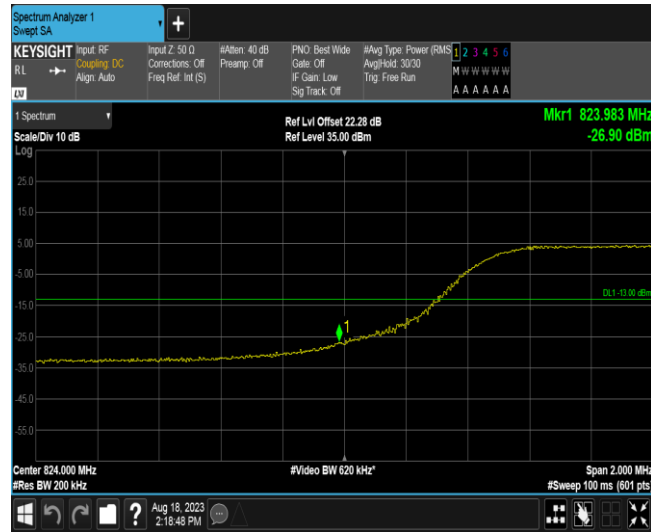 Spectrum Analyzer 1
Swept SA
+
KEYSIGHT
RL
LXI
Input: RF
Coupling: DC
Align: Auto
Input Z: 50 Ω
Corrections: Off
Freq Ref: Int (S)
#Atten: 40 dB
Preamp: Off
PNO: Best Wide
Gate: Off
IF Gain: Low
Sig Track: Off
#Avg Type: Power (RMS
Avg|Hold: 30/30
Trig: Free Run
1 2 3 4 5 6
M W W W W W
A A A A A A
1 Spectrum
Scale/Div 10 dB
Ref Lvl Offset 22.28 dB
Ref Level 35.00 dBm
Mkr1 823.983 MHz
-26.90 dBm
Log
25.0
15.0
5.00
-5.00
-15.0
-25.0
-35.0
-45.0
-55.0
DL1 -13.00 dBm
1
Center 824.000 MHz
#Res BW 200 kHz
#Video BW 620 kHz*
Span 2.000 MHz
#Sweep 100 ms (601 pts)
?
Aug 18, 2023
2:18:48 PM